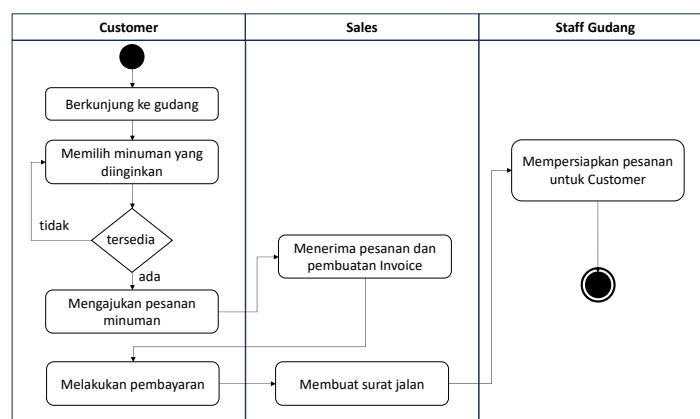 Customer
Sales
Staff Gudang
Berkunjung ke gudang
Memilih minuman yang
diinginkan
tidak
tersedia
ada
Mengajukan pesanan
minuman
Menerima pesanan dan
pembuatan Invoice
Melakukan pembayaran
Membuat surat jalan
Mempersiapkan pesanan
untuk Customer